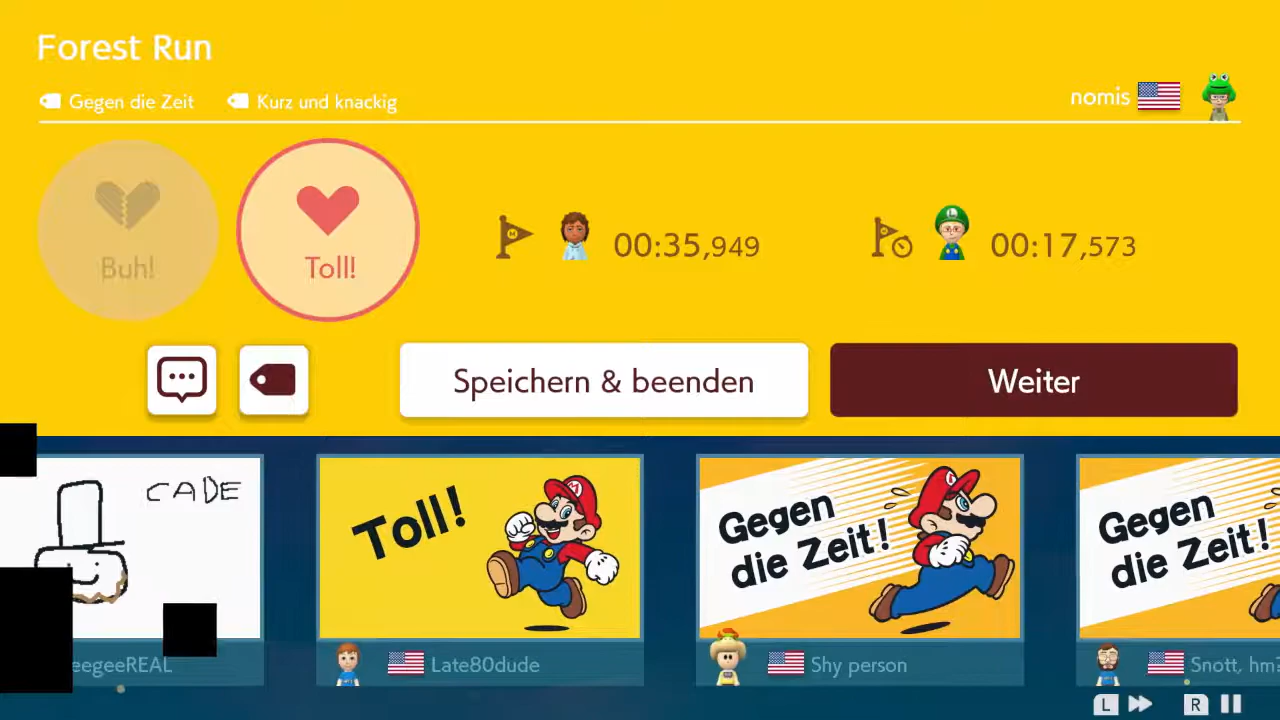 Forest Run
Gegen die Zeit
Kurz und knackig
nomis
Buh!
Toll!
00:35,949
00:17,573
Speichern & beenden
Weiter
CADE
Toll!
Gegen
die Zeit!
Gegen
die Zeit!
eegeeREAL
Late80dude
Shy person
Snott, hm?
L
R